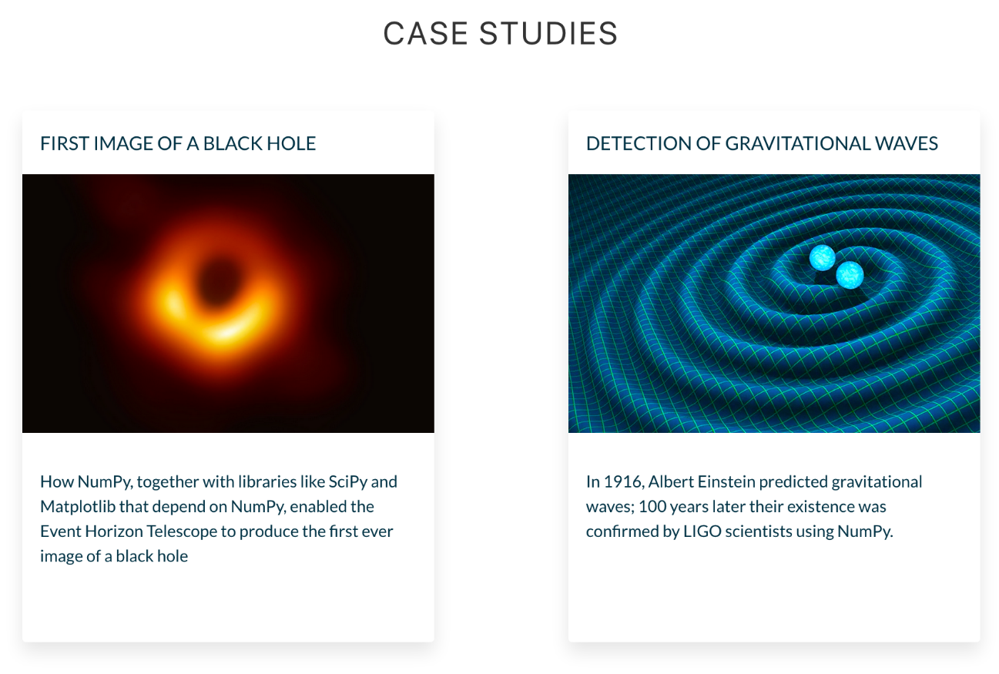 CASE STUDIES
FIRST IMAGE OF A BLACK HOLE
How NumPy, together with libraries like SciPy and
Matplotlib that depend on NumPy, enabled the
Event Horizon Telescope to produce the first ever
image of a black hole
DETECTION OF GRAVITATIONAL WAVES
In 1916, Albert Einstein predicted gravitational
waves; 100 years later their existence was
confirmed by LIGO scientists using NumPy.